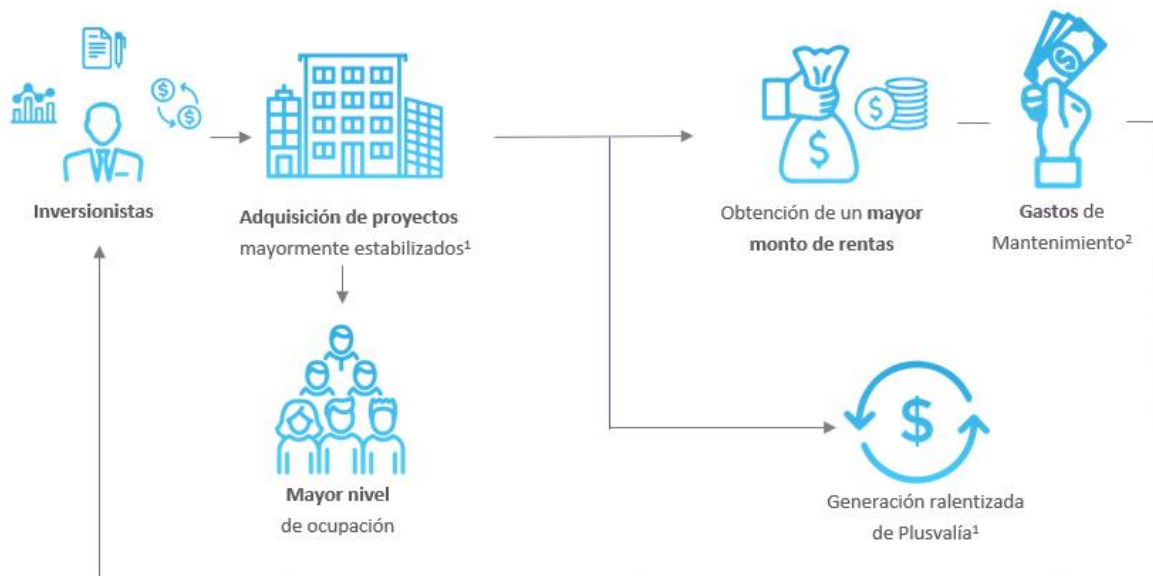 Inversionistas
Adquisición de proyectos
mayormente estabilizados¹
Mayor nivel
de ocupación
Obtención de un mayor
monto de rentas
Gastos de
Mantenimiento²
Generación ralentizada
de Plusvalía¹